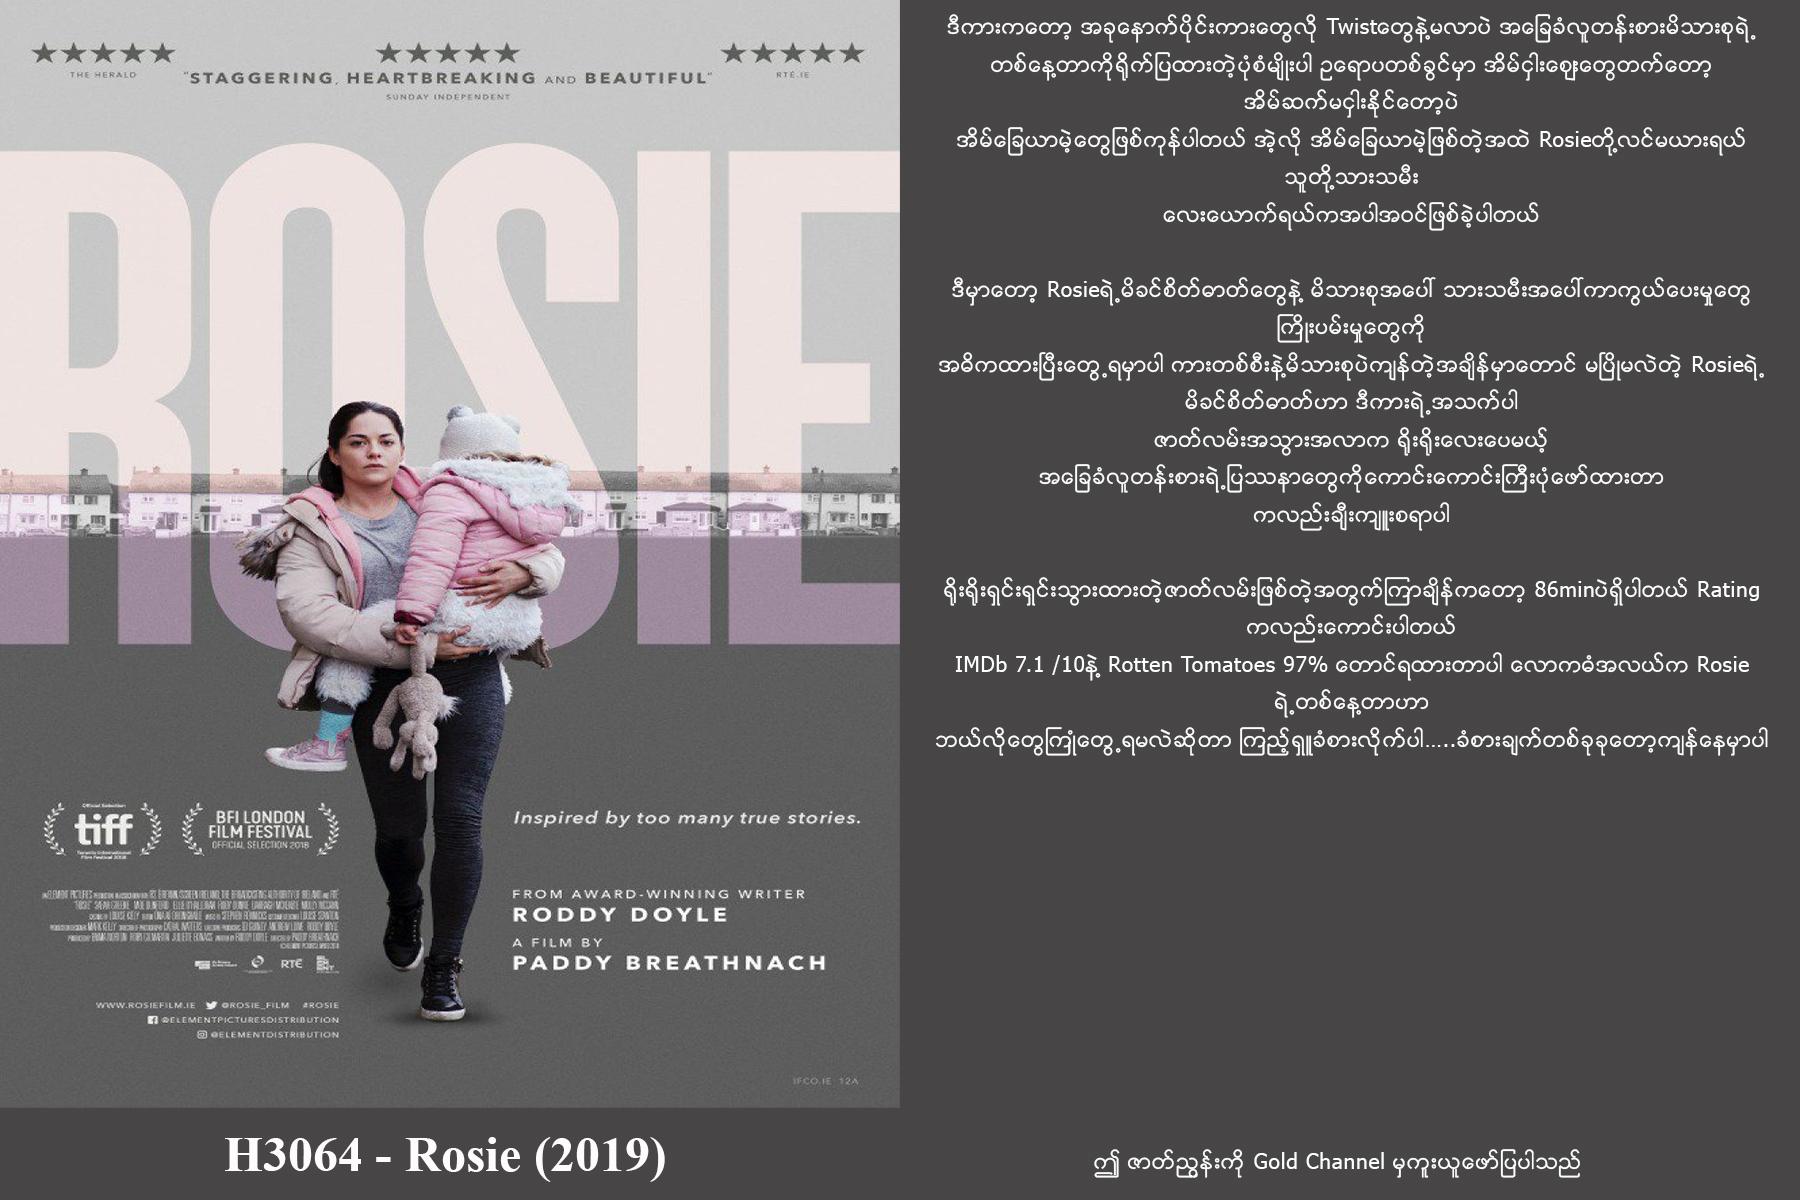 THE HERALD
"STAGGERING, HEARTBREAKING AND BEAUTIFUL"
SUNDAY INDEPENDENT
RTÉ.IE
ROSIE
Official Selection
tiff
Toronto International
Film Festival 2018
BFI LONDON
FILM FESTIVAL
OFFICIAL SELECTION 2018
Inspired by too many true stories.
FROM AWARD-WINNING WRITER
RODDY DOYLE
A FILM BY
PADDY BREATHNACH
RTÉ
WWW.ROSIEFILM.IE @ROSIE_FILM #ROSIE
@ELEMENTPICTURESDISTRIBUTION
@ELEMENTDISTRIBUTION
IFCO.IE 12A
H3064 - Rosie (2019)
ဒီကားကတော့ အခုနောက်ပိုင်းကားတွေလို Twistတွေနဲ့မလာပဲ အခြေခံလူတန်းစားမိသားစုရဲ့
တစ်နေ့တာကိုရိုက်ပြထားတဲ့ပုံစံမျိုးပါ ဥရောပတစ်ခွင်မှာ အိမ်ငှါးဈေးတွေတက်တော့
အိမ်ဆက်မငှါးနိုင်တော့ပဲ
အိမ်ခြေယာမဲ့တွေဖြစ်ကုန်ပါတယ် အဲ့လို အိမ်ခြေယာမဲ့ဖြစ်တဲ့အထဲ Rosieတို့လင်မယားရယ်
သူတို့သားသမီး
လေးယောက်ရယ်ကအပါအဝင်ဖြစ်ခဲ့ပါတယ်
ဒီမှာတော့ Rosieရဲ့မိခင်စိတ်ဓာတ်တွေနဲ့ မိသားစုအပေါ် သားသမီးအပေါ်ကာကွယ်ပေးမှုတွေ
ကြိုးပမ်းမှုတွေကို
အဓိကထားပြီးတွေ့ရမှာပါ ကားတစ်စီးနဲ့မိသားစုပဲကျန်တဲ့အချိန်မှာတောင် မပြိုမလဲတဲ့ Rosieရဲ့
မိခင်စိတ်ဓာတ်ဟာ ဒီကားရဲ့အသက်ပါ
ဇာတ်လမ်းအသွားအလာက ရိုးရိုးလေးပေမယ့်
အခြေခံလူတန်းစားရဲ့ပြဿနာတွေကိုကောင်းကောင်းကြီးပုံဖော်ထားတာ
ကလည်းချီးကျူးစရာပါ
ရိုးရိုးရှင်းရှင်းသွားထားတဲ့ဇာတ်လမ်းဖြစ်တဲ့အတွက်ကြာချိန်ကတော့ 86minပဲရှိပါတယ် Rating
ကလည်းကောင်းပါတယ်
IMDb 7.1 /10နဲ့ Rotten Tomatoes 97% တောင်ရထားတာပါ လောကဓံအလယ်က Rosie
ရဲ့တစ်နေ့တာဟာ
ဘယ်လိုတွေကြုံတွေ့ရမလဲဆိုတာ ကြည့်ရှုုခံစားလိုက်ပါ.....ခံစားချက်တစ်ခုခုတော့ကျန်နေမှာပါ
ဤ ဇာတ်ညွှန်းကို Gold Channel မှကူးယူဖော်ပြပါသည်